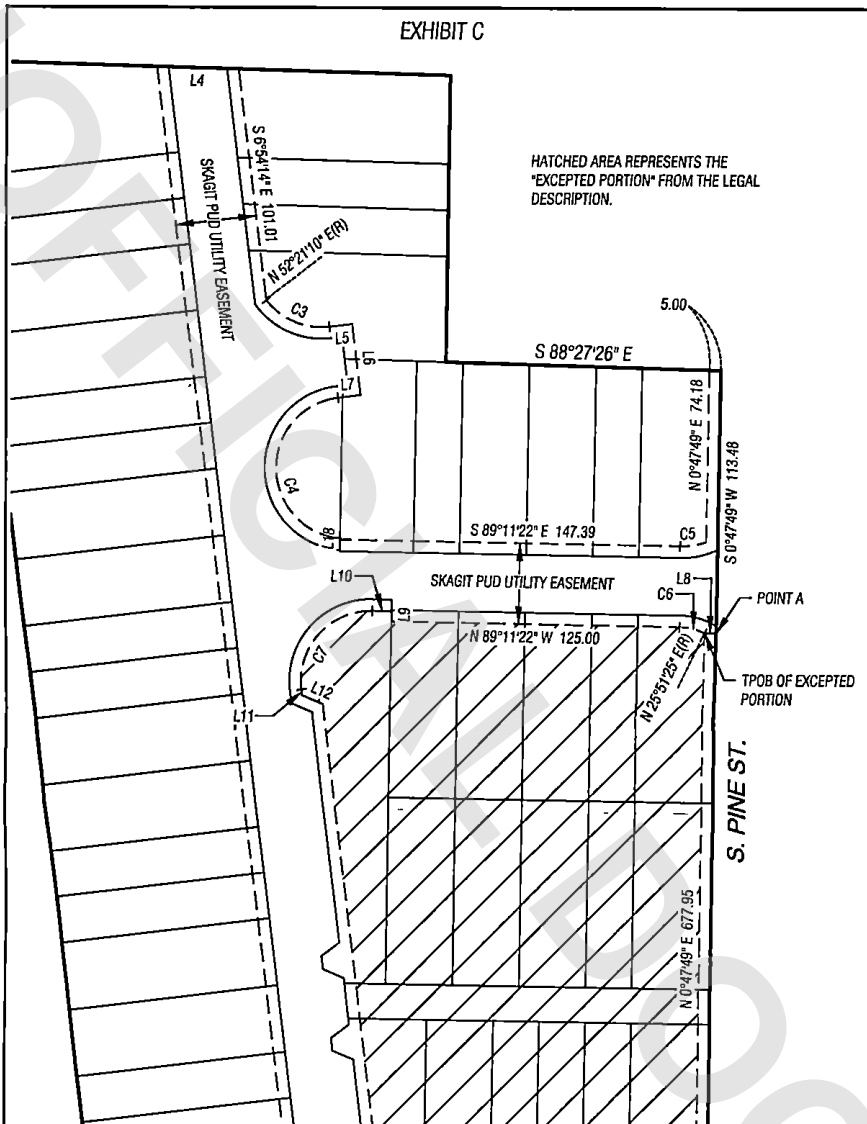 EXHIBIT C
L4
S 6°54'14" E 101.01
SKAGIT PUD UTILITY EASEMENT
HATCHED AREA REPRESENTS THE
"EXCEPTED PORTION" FROM THE LEGAL
DESCRIPTION.
N 52°21'10" E(R)
C3
L5
L6
L7
5.00
S 88°27'26" E
N 0°47'49" E 74.18
S 0°47'49" W 113.48
C4
L18
S 89°11'22" E 147.39
C5
SKAGIT PUD UTILITY EASEMENT
L8
C6
POINT A
L10
L9
N 89°11'22" W 125.00
C7
N 25°51'25" E(R)
TPOB OF EXCEPTED
PORTION
L12
L11
S. PINE ST.
N 0°47'49" E 677.95
OFFICIAL DOC